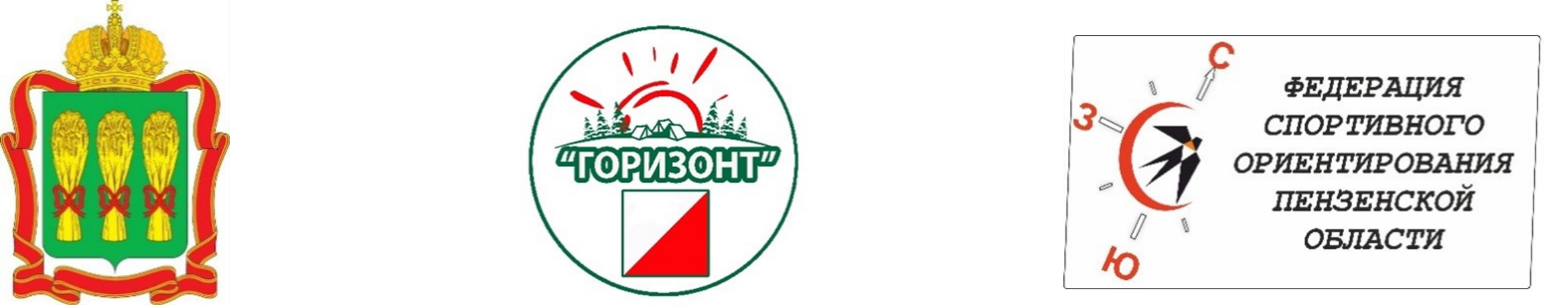 "ГОРИЗОНТ"
С
З
Ю
ФЕДЕРАЦИЯ
СПОРТИВНОГО
ОРИЕНТИРОВАНИЯ
ПЕНЗЕНСКОЙ
ОБЛАСТИ